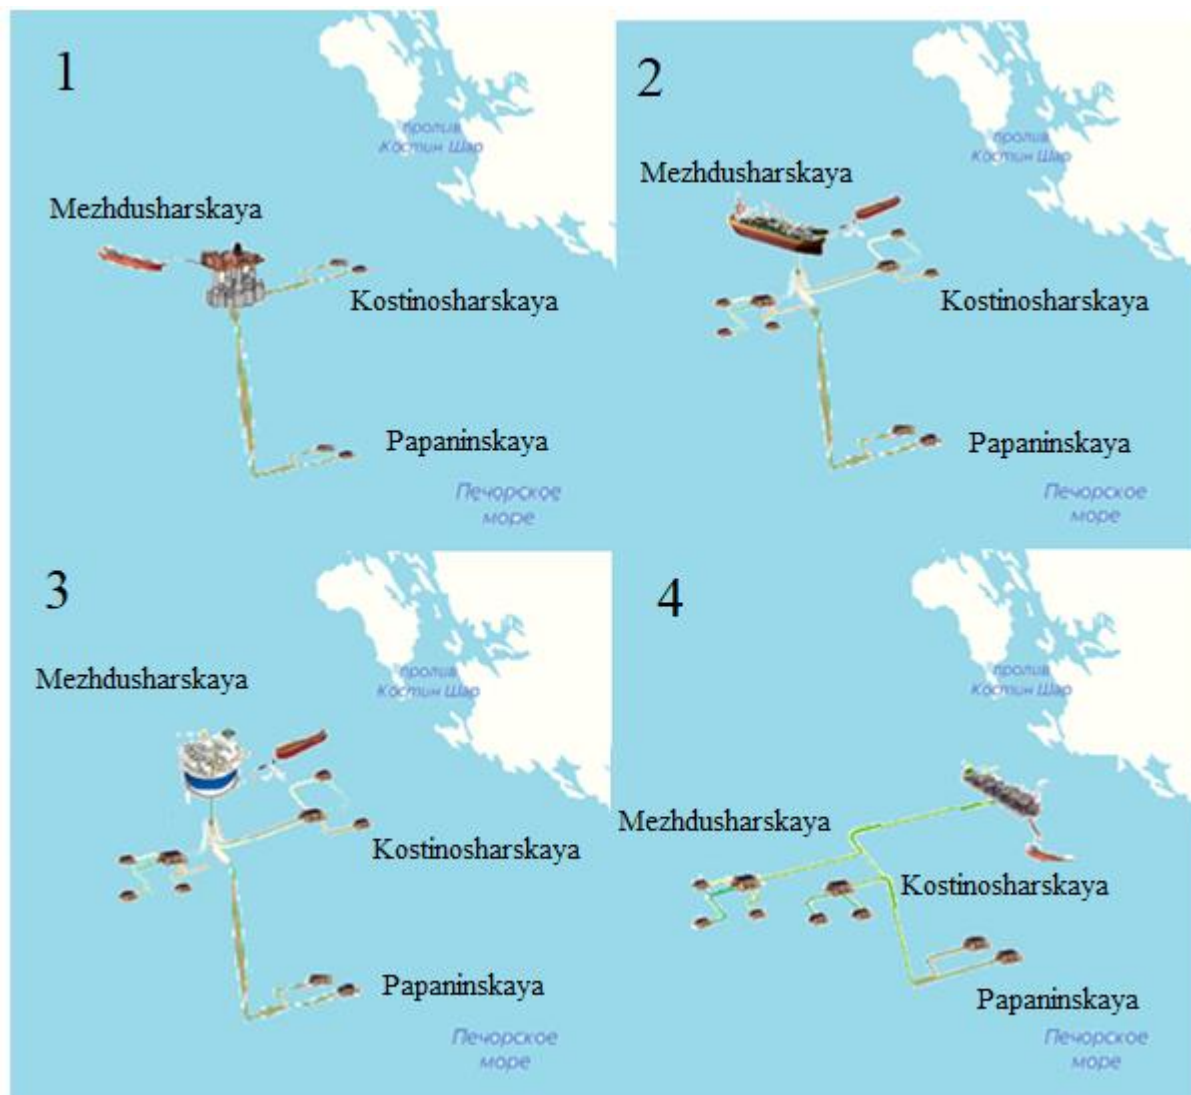 1
пролив
Костин Шар
Mezhdusharskaya
Kostinosharskaya
Papaninskaya
Печорское
море
2
пролив
Костин Шар
Mezhdusharskaya
Kostinosharskaya
Papaninskaya
Печорское
море
3
пролив
Костин Шар
Mezhdusharskaya
Kostinosharskaya
Papaninskaya
Печорское
море
4
пролив
Костин Шар
Mezhdusharskaya
Kostinosharskaya
Papaninskaya
Печорское
море